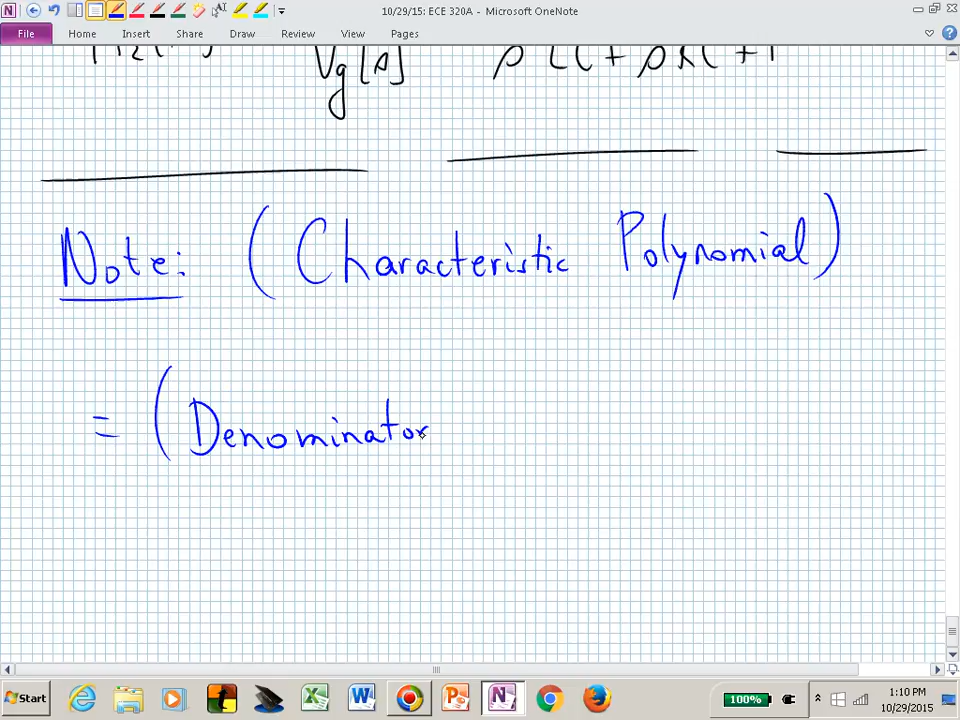 10/29/15: ECE 320A - Microsoft OneNote
File Home Insert Share Draw Review View Pages
Vg[s]
Note: (Characteristic Polynomial)
= (Denominator
Start 100% 1:10 PM
10/29/2015